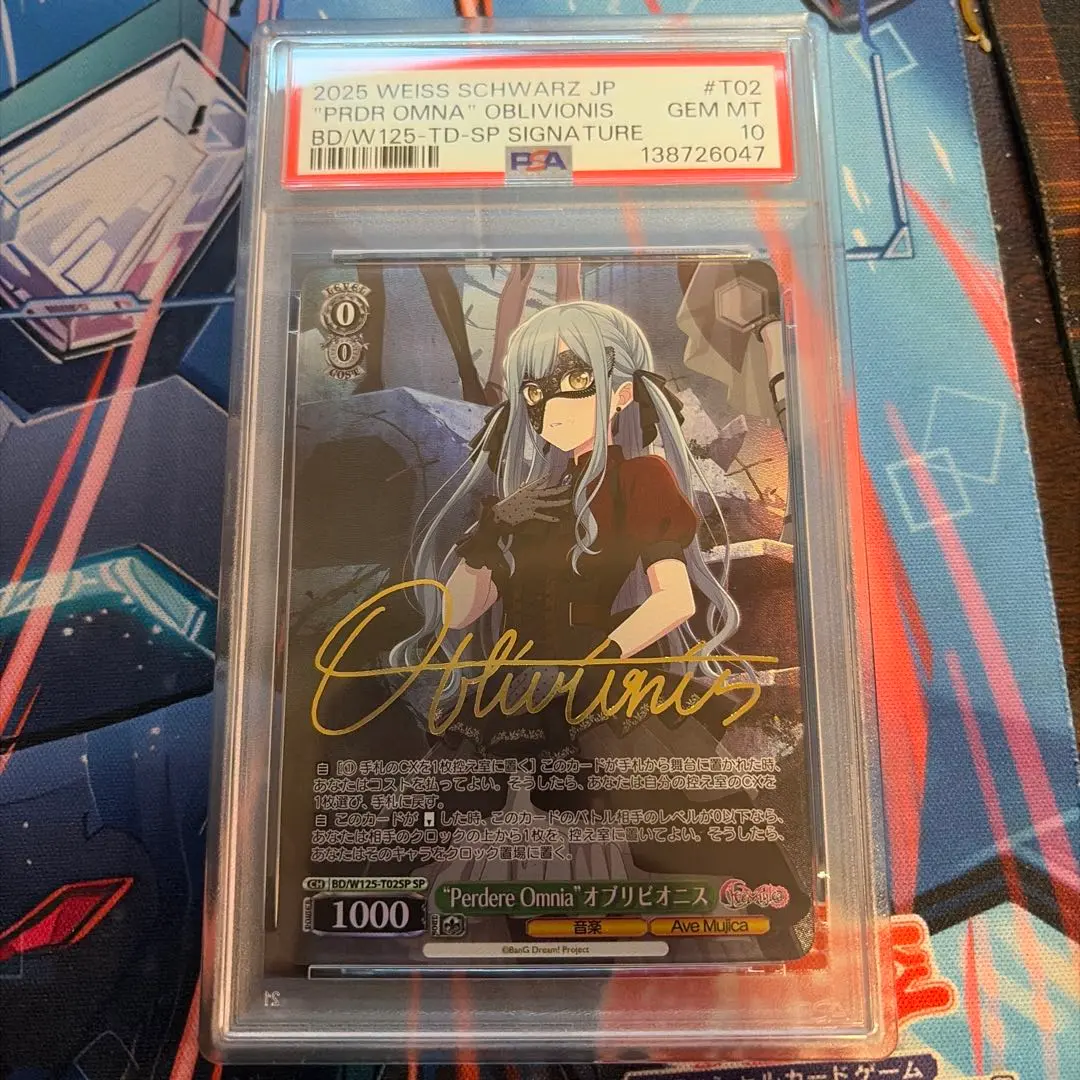 2025 WEISS SCHWARZ JP #T02
"PRDR OMNA" OBLIVIONIS GEM MT
BD/W125-TD-SP SIGNATURE 10
PSA 138726047
LEVEL
0
0
COST
Oblivionis
自 【① 手札のCXを1枚控え室に置く】 このカードが手札から舞台に置かれた時、
あなたはコストを払ってよい。そうしたら、あなたは自分の控え室のCXを
1枚選び、手札に戻す。
自 このカードが した時、このカードのバトル相手のレベルが0以下なら、
あなたは相手のクロックの上から1枚を、控え室に置いてよい。そうしたら、
あなたはそのキャラをクロック置場に置く。
CH BD/W125-T02SP SP
POWER 1000 SOUL "Perdere Omnia"オブリビオニス
音楽 Ave Mujica
©BanG Dream! Project
カードゲーム